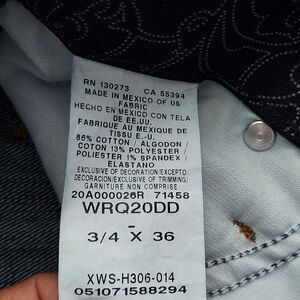 RN 130273 CA 55394
MADE IN MEXICO OF US
FABRIC
HECHO EN MEXICO CON TELA
DE EE.UU.
FABRIQUE AU MEXIQUE DE
TISSU E.-U.
86% COTTON / ALGODON /
COTON 13% POLYESTER /
POLIESTER 1% SPANDEX /
ELASTANO
EXCLUSIVE OF DECORATION/EXCEPTO
DECORACION/EXCLUSIVE OF TRIMMING/
GARNITURE NON COMPRISE
20A000026R 71458
WRQ20DD
3/4 X 36
XWS-H306-014
051071588294